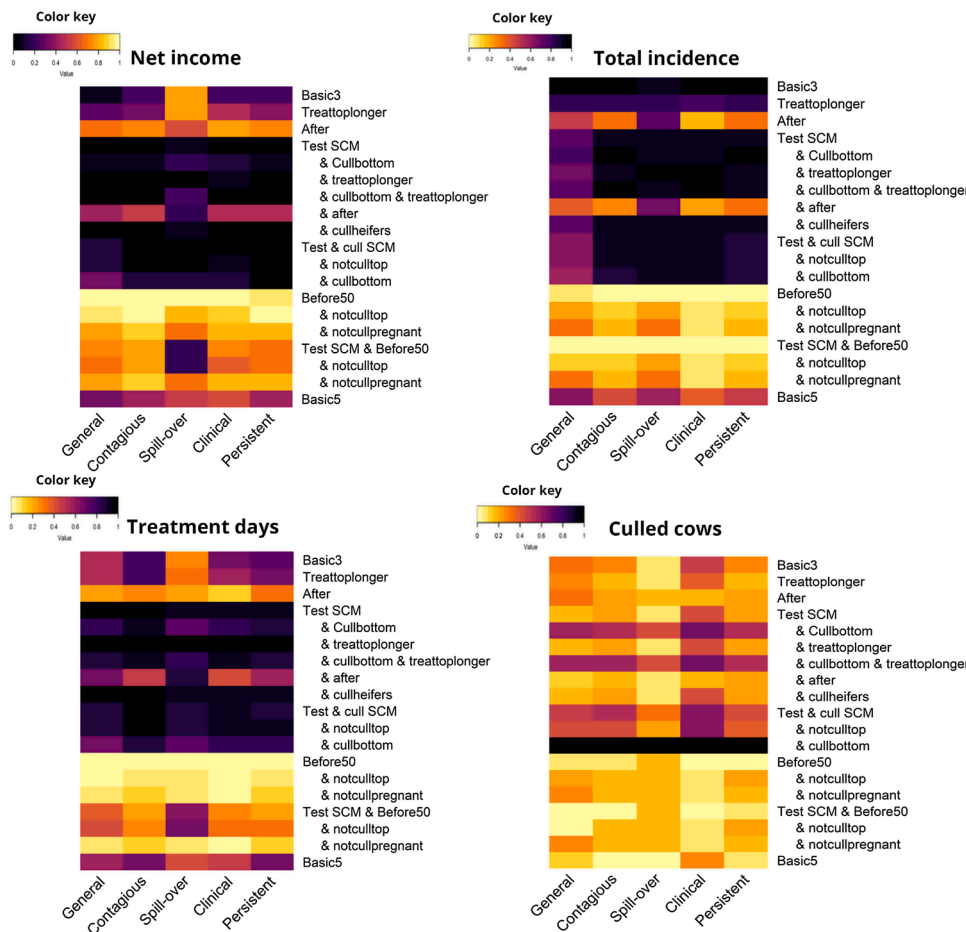 Color key
0 0.2 0.4 0.6 0.8 1
Value
Net income
Basic3
Treattoplonger
After
Test SCM
& Cullbottom
& treattoplonger
& cullbottom & treattoplonger
& after
& cullheifers
Test & cull SCM
& notculltop
& cullbottom
Before50
& notculltop
& notcullpregnant
Test SCM & Before50
& notculltop
& notcullpregnant
Basic5
General
Contagious
Spill-over
Clinical
Persistent
Color key
0 0.2 0.4 0.6 0.8 1
Value
Total incidence
Basic3
Treattoplonger
After
Test SCM
& Cullbottom
& treattoplonger
& cullbottom & treattoplonger
& after
& cullheifers
Test & cull SCM
& notculltop
& cullbottom
Before50
& notculltop
& notcullpregnant
Test SCM & Before50
& notculltop
& notcullpregnant
Basic5
General
Contagious
Spill-over
Clinical
Persistent
Color key
0 0.2 0.4 0.6 0.8 1
Value
Treatment days
Basic3
Treattoplonger
After
Test SCM
& Cullbottom
& treattoplonger
& cullbottom & treattoplonger
& after
& cullheifers
Test & cull SCM
& notculltop
& cullbottom
Before50
& notculltop
& notcullpregnant
Test SCM & Before50
& notculltop
& notcullpregnant
Basic5
General
Contagious
Spill-over
Clinical
Persistent
Color key
0 0.2 0.4 0.6 0.8 1
Value
Culled cows
Basic3
Treattoplonger
After
Test SCM
& Cullbottom
& treattoplonger
& cullbottom & treattoplonger
& after
& cullheifers
Test & cull SCM
& notculltop
& cullbottom
Before50
& notculltop
& notcullpregnant
Test SCM & Before50
& notculltop
& notcullpregnant
Basic5
General
Contagious
Spill-over
Clinical
Persistent